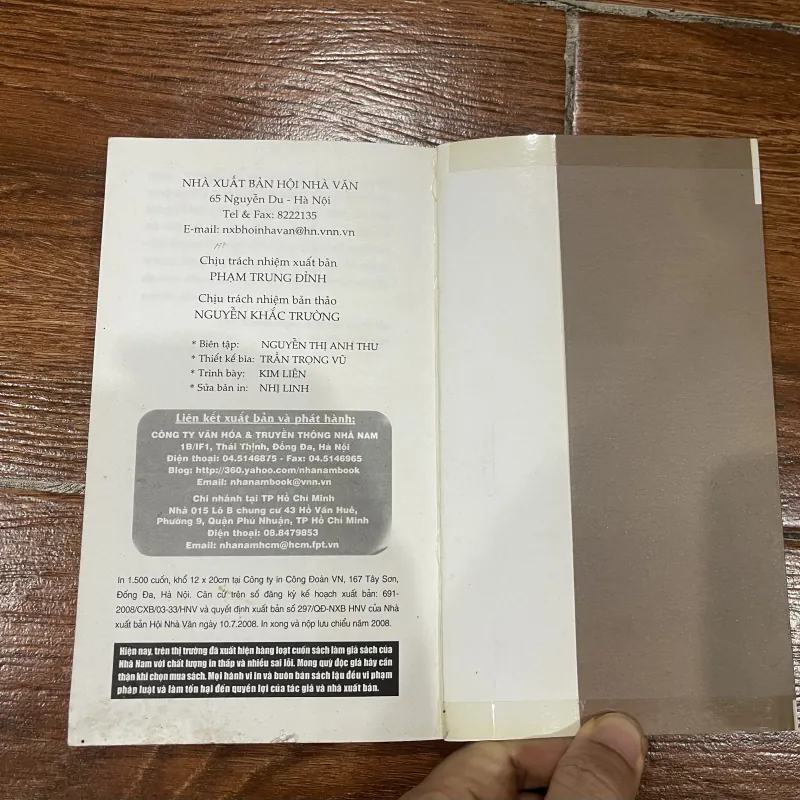 NHÀ XUẤT BẢN HỘI NHÀ VĂN
65 Nguyễn Du - Hà Nội
Tel & Fax: 8222135
E-mail: nxbhoinhavan@hn.vnn.vn
Chịu trách nhiệm xuất bản
PHẠM TRUNG ĐỈNH
Chịu trách nhiệm bản thảo
NGUYỄN KHẮC TRƯỜNG
* Biên tập: NGUYỄN THỊ ANH THƯ
* Thiết kế bìa: TRẦN TRỌNG VŨ
* Trình bày: KIM LIÊN
* Sửa bản in: NHỊ LINH
Liên kết xuất bản và phát hành:
CÔNG TY VĂN HÓA & TRUYỀN THÔNG NHÃ NAM
1B/IF1, Thái Thịnh, Đống Đa, Hà Nội
Điện thoại: 04.5146875 - Fax: 04.5146965
Blog: http://360.yahoo.com/nhanambook
Email: nhanambook@vnn.vn
Chi nhánh tại TP Hồ Chí Minh
Nhà 015 Lô B chung cư 43 Hồ Văn Huê,
Phường 9, Quận Phú Nhuận, TP Hồ Chí Minh
Điện thoại: 08.8479853
Email: nhanamhcm@hcm.fpt.vn
In 1.500 cuốn, khổ 12 x 20cm tại Công ty in Công Đoàn VN, 167 Tây Sơn,
Đống Đa, Hà Nội. Căn cứ trên số đăng ký kế hoạch xuất bản: 691-
2008/CXB/03-33/HNV và quyết định xuất bản số 297/QĐ-NXB HNV của Nhà
xuất bản Hội Nhà Văn ngày 10.7.2008. In xong và nộp lưu chiểu năm 2008.
Hiện nay, trên thị trường đã xuất hiện hàng loạt cuốn sách làm giả sách của
Nhã Nam với chất lượng in thấp và nhiều sai lỗi. Mong quý độc giả hãy cẩn
thận khi chọn mua sách. Mọi hành vi in và buôn bán sách lậu đều vi phạm
pháp luật và làm tổn hại đến quyền lợi của tác giả và nhà xuất bản.